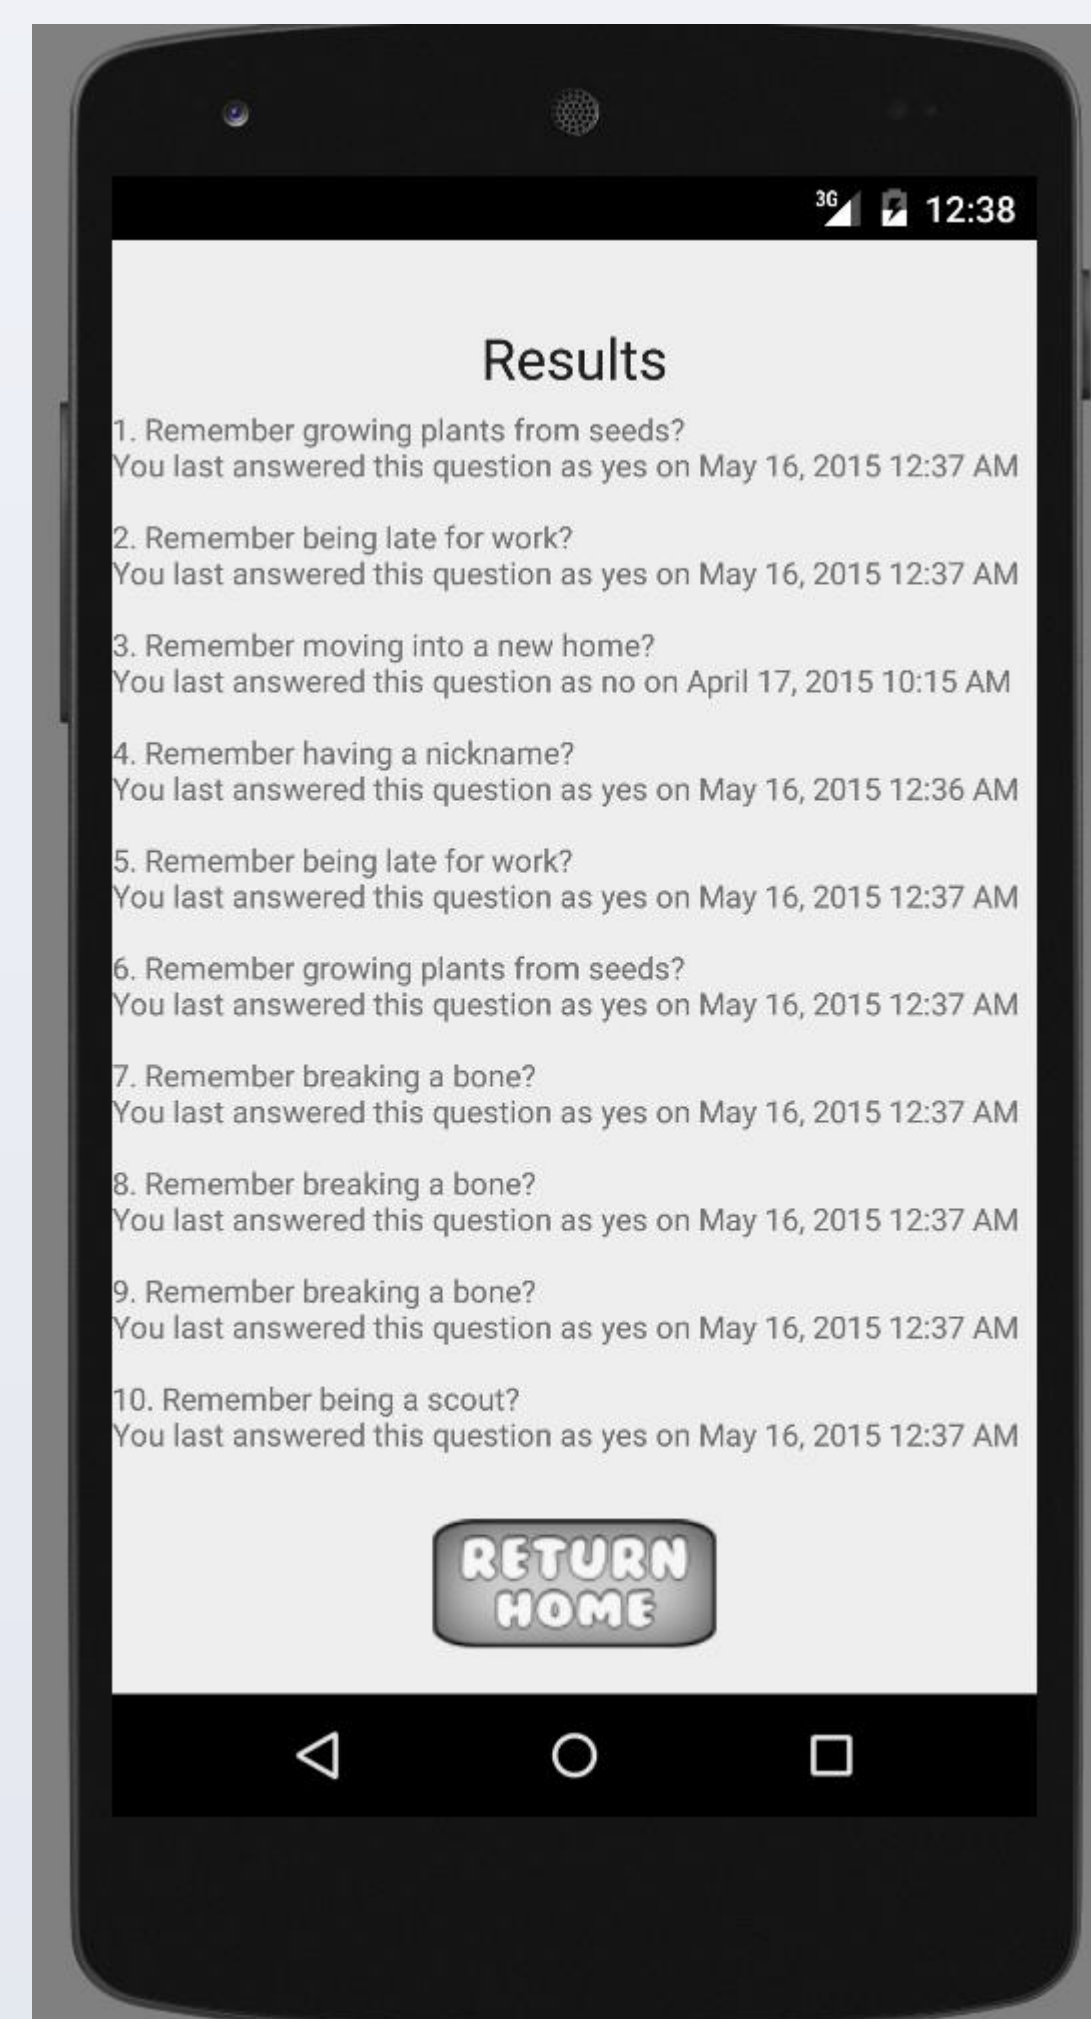 3G 12:38
Results
1. Remember growing plants from seeds?
You last answered this question as yes on May 16, 2015 12:37 AM
2. Remember being late for work?
You last answered this question as yes on May 16, 2015 12:37 AM
3. Remember moving into a new home?
You last answered this question as no on April 17, 2015 10:15 AM
4. Remember having a nickname?
You last answered this question as yes on May 16, 2015 12:36 AM
5. Remember being late for work?
You last answered this question as yes on May 16, 2015 12:37 AM
6. Remember growing plants from seeds?
You last answered this question as yes on May 16, 2015 12:37 AM
7. Remember breaking a bone?
You last answered this question as yes on May 16, 2015 12:37 AM
8. Remember breaking a bone?
You last answered this question as yes on May 16, 2015 12:37 AM
9. Remember breaking a bone?
You last answered this question as yes on May 16, 2015 12:37 AM
10. Remember being a scout?
You last answered this question as yes on May 16, 2015 12:37 AM
RETURN
HOME